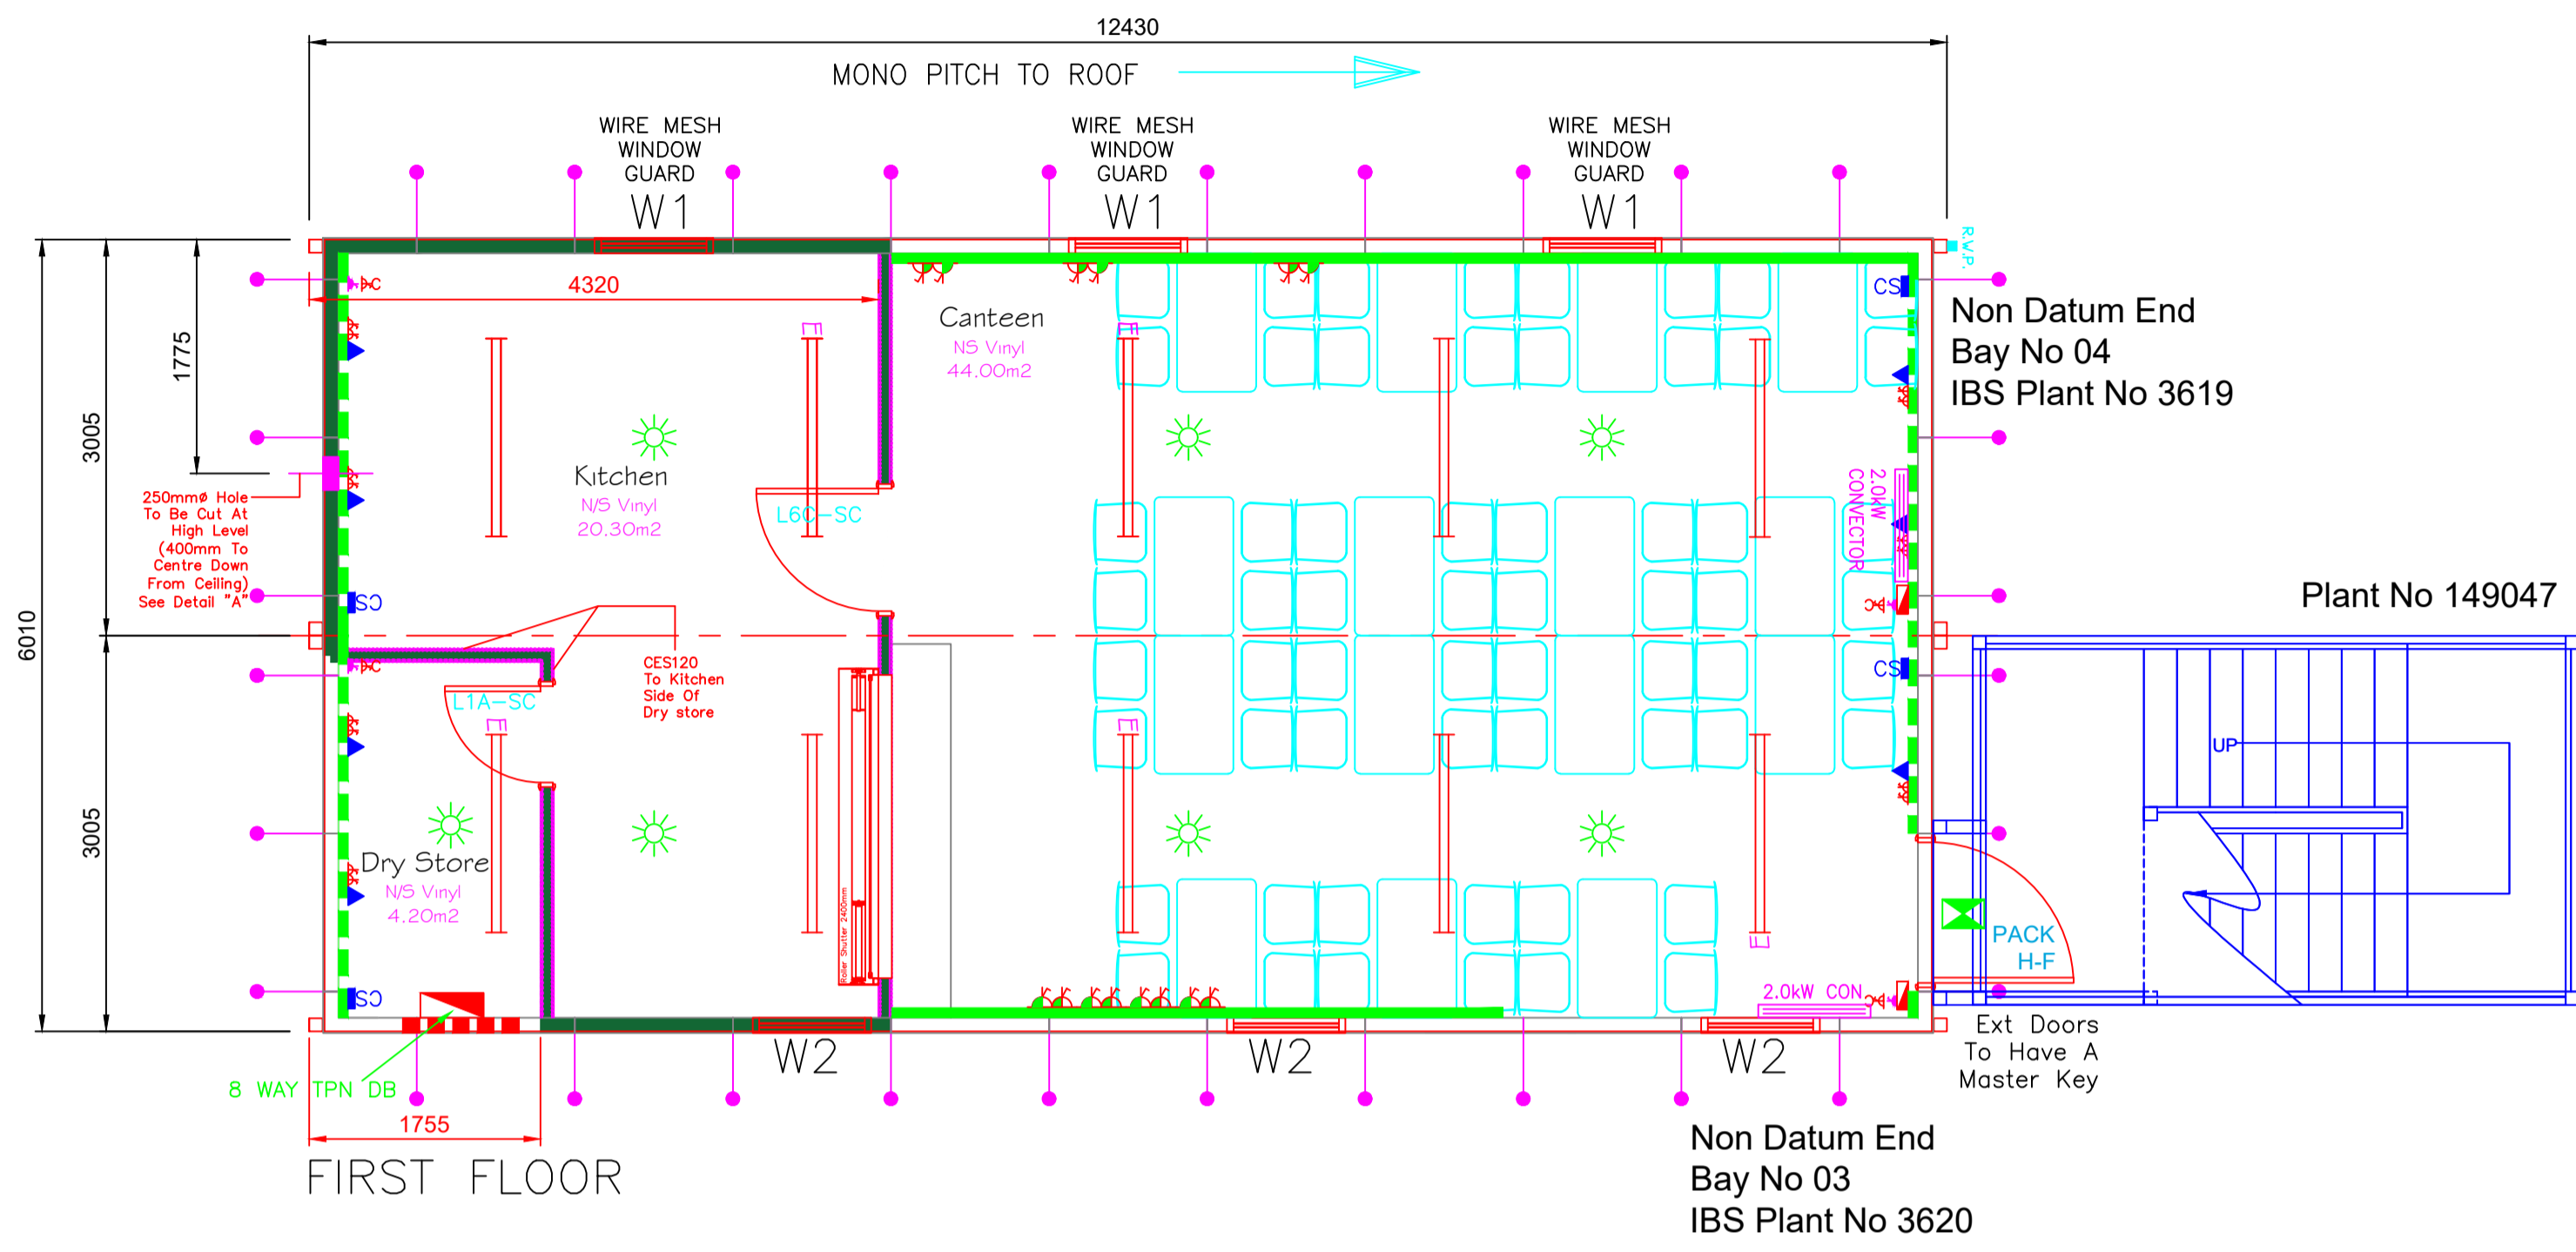 12430
MONO PITCH TO ROOF
WIRE MESH
WINDOW
GUARD
W1
WIRE MESH
WINDOW
GUARD
W1
WIRE MESH
WINDOW
GUARD
W1
R.W.P.
6010
3005
3005
1775
4320
C
Canteen
NS Vinyl
44.00m2
E
E
CS
Non Datum End
Bay No 04
IBS Plant No 3619
Kitchen
N/S Vinyl
20.30m2
L6C-SC
2.0kW
CONVECTOR
250mmø Hole
To Be Cut At
High Level
(400mm To
Centre Down
From Ceiling)
See Detail "A"
CS
C
Plant No 149047
CES120
To Kitchen
Side Of
Dry store
C
CS
L1A-SC
E
E
UP
Dry Store
N/S Vinyl
4.20m2
Roller Shutter 2400mm
E
PACK
H-F
CS
2.0kW CON
C
Ext Doors
To Have A
Master Key
W2
W2
W2
8 WAY TPN DB
1755
FIRST FLOOR
Non Datum End
Bay No 03
IBS Plant No 3620